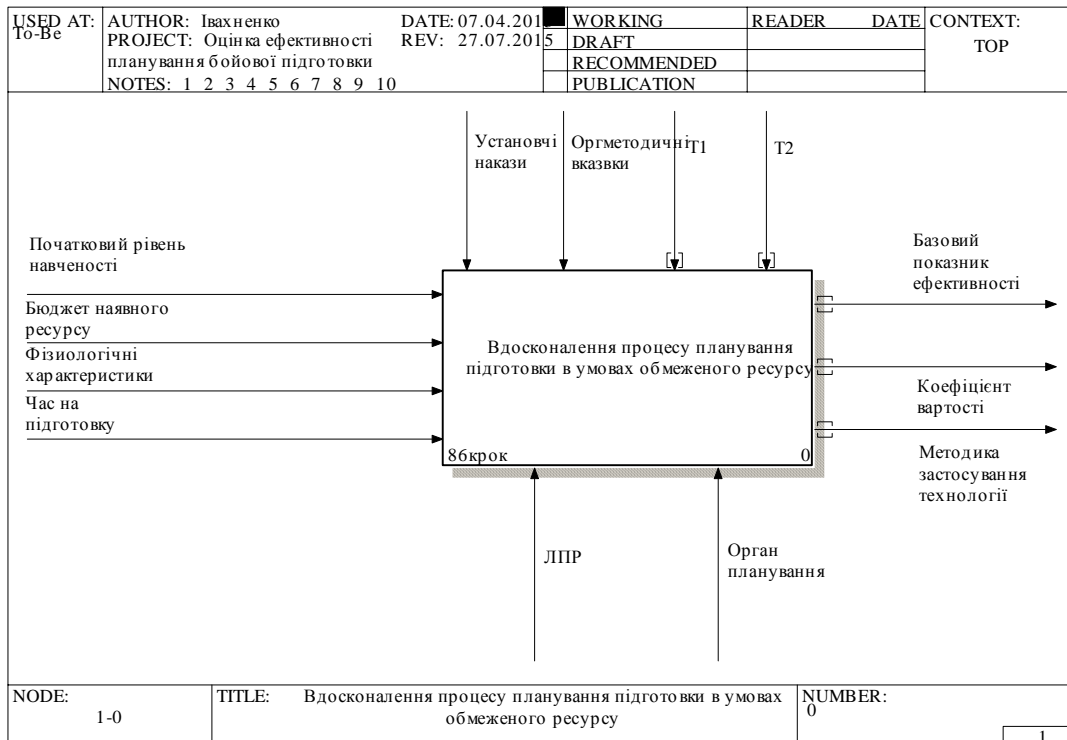 USED AT:
To-Be
AUTHOR: Івахненко
DATE: 07.04.201
PROJECT: Оцінка ефективності
REV: 27.07.2015
планування бойової підготовки
NOTES: 1 2 3 4 5 6 7 8 9 10
WORKING
DRAFT
RECOMMENDED
PUBLICATION
READER DATE
CONTEXT:
TOP
Установчі
накази
Оргметодичні
вказвки
T1
T2
Початковий рівень
навченості
Бюджет наявного
ресурсу
Фізиологічні
характеристики
Час на
підготовку
Вдосконалення процесу планування
підготовки в умовах обмеженого ресурсу
86крок
0
Базовий
показник
ефективності
Коефіцієнт
вартості
Методика
застосування
технології
ЛПР
Орган
планування
NODE:
1-0
TITLE: Вдосконалення процесу планування підготовки в умовах
обмеженого ресурсу
NUMBER:
0
1